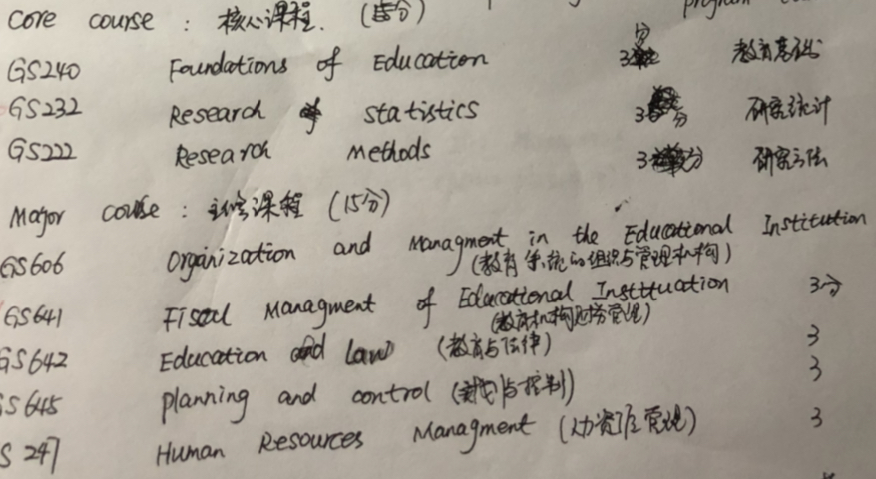 Core course : 核心课程. (分)
GS240 Foundations of Education 3分 教育基础
GS232 Research statistics 3分 研究统计
GS222 Research Methods 3分 研究方法
Major course : 主修课程 (15分)
GS606 Organization and Managment in the Educational Institution
(教育系统的组织与管理机构)
GS641 Fiscal Managment of Educational Instituation 3分
(教育机构财务管理)
GS642 Education and law (教育与法律) 3
S645 planning and control (计划与控制) 3
S 247 Human Resources Managment (人力资源管理) 3